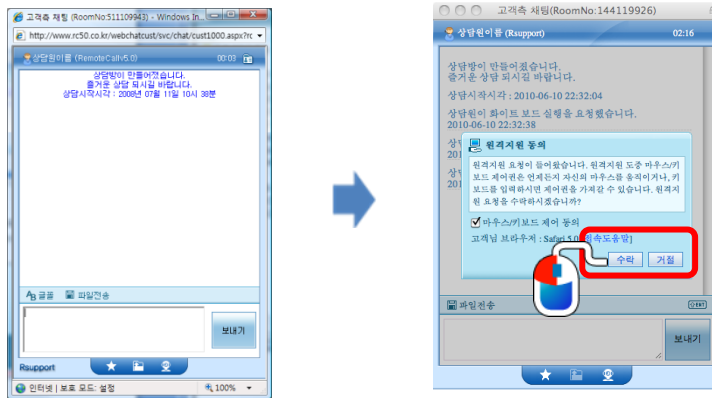 고객측 채팅 (RoomNo:511109943) - Windows In...
http://www.rc50.co.kr/webchatcust/svc/chat/cust1000.aspx?rc
상담원이름 (RemoteCallv5.0)
00:03
상담방이 만들어졌습니다.
즐거운 상담 되시길 바랍니다.
상담시작시각 : 2008년 07월 11일 10시 38분
글꼴
파일전송
보내기
Rsupport
인터넷 | 보호 모드: 설정
100%
고객측 채팅(RoomNo:144119926)
상담원이름 (Rsupport)
02:16
상담방이 만들어졌습니다.
즐거운 상담 되시길 바랍니다.
상담시작시각 : 2010-06-10 22:32:04
상담원이 화이트 보드 실행을 요청했습니다.
2010-06-10 22:32:38
원격지원 동의
원격지원 요청이 들어왔습니다. 원격지원 도중 마우스/키
보드 제어권은 언제든지 자신의 마우스를 움직이거나, 키
보드를 입력하시면 제어권을 가져갈 수 있습니다. 원격지
원 요청을 수락하시겠습니까?
마우스/키보드 제어 동의
고객님 브라우저 : Safari 5.0
접속도움말]
수락
거절
파일전송
보내기